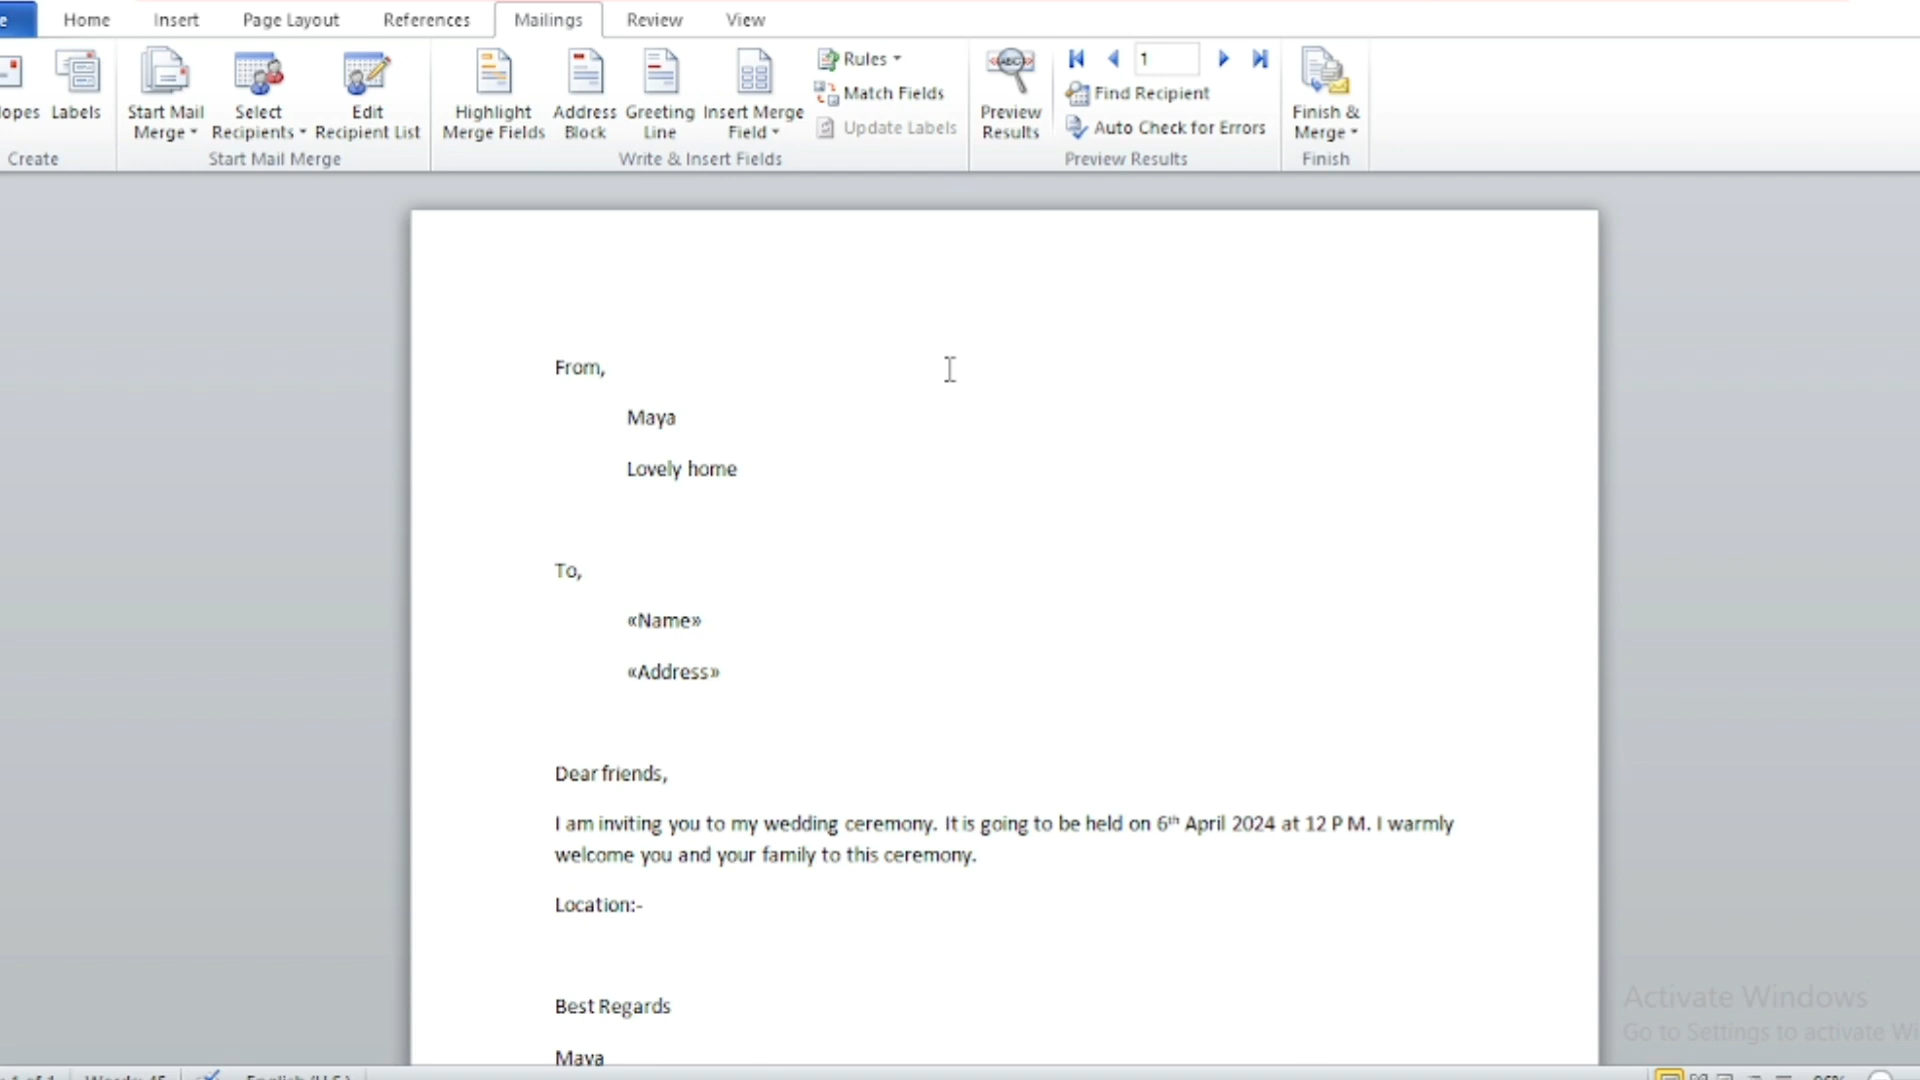 Home Insert Page Layout References Mailings Review View
Labels
Start Mail Merge
Select Recipients
Edit Recipient List
Highlight Merge Fields
Address Block
Greeting Line
Insert Merge Field
Rules
Match Fields
Update Labels
Preview Results
1
Find Recipient
Auto Check for Errors
Finish & Merge
Create Start Mail Merge Write & Insert Fields Preview Results Finish
From,
Maya
Lovely home
To,
«Name»
«Address»
Dear friends,
I am inviting you to my wedding ceremony. It is going to be held on 6th April 2024 at 12 P M. I warmly
welcome you and your family to this ceremony.
Location:-
Best Regards
Maya
Activate Windows
Go to Settings to activate